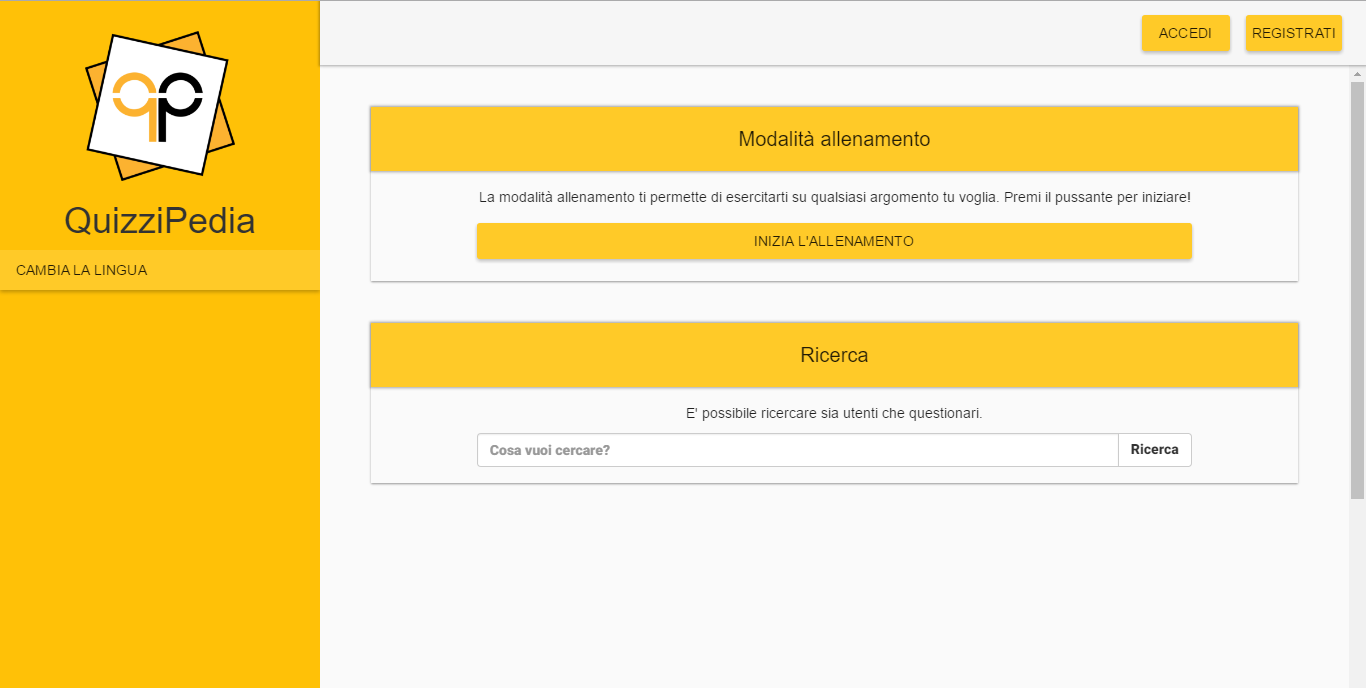 ACCEDI
REGISTRATI
qp
QuizziPedia
CAMBIA LA LINGUA
Modalità allenamento
La modalità allenamento ti permette di esercitarti su qualsiasi argomento tu voglia. Premi il pussante per iniziare!
INIZIA L'ALLENAMENTO
Ricerca
E' possibile ricercare sia utenti che questionari.
Cosa vuoi cercare?
Ricerca